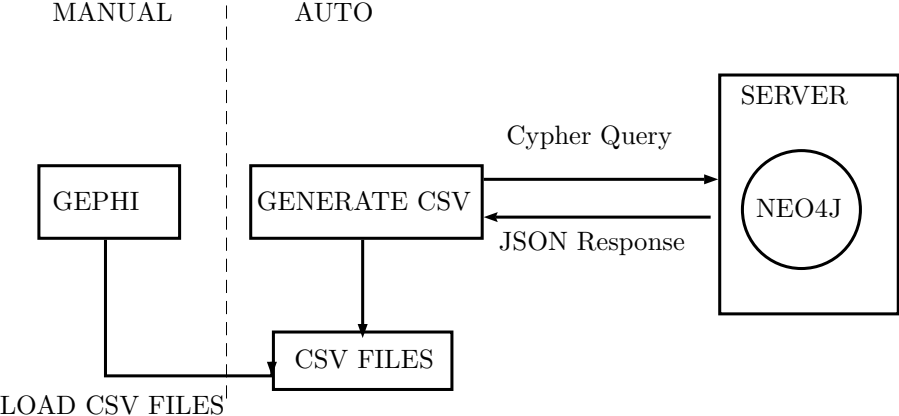 MANUAL
AUTO
SERVER
Cypher Query
GEPHI
GENERATE CSV
NEO4J
JSON Response
CSV FILES
LOAD CSV FILES